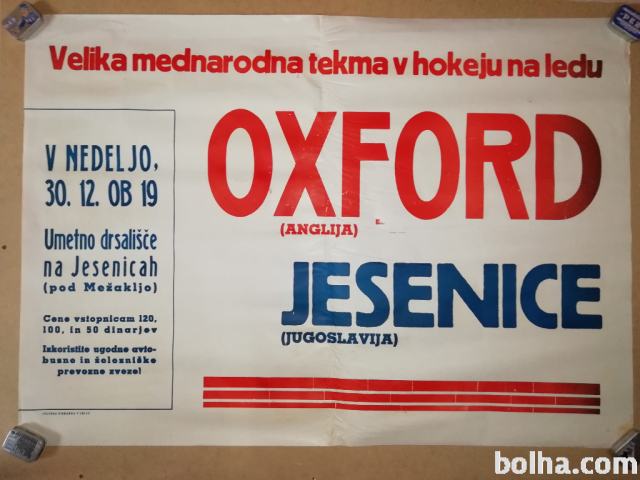 Velika mednarodna tekma v hokeju na ledu
V NEDELJO,
30. 12. OB 19
Umetno drsališče
na Jesenicah
(pod Mežakljo)
Cene vstopnicam 120,
100, in 50 dinarjev
Izkoristite ugodne avto-
busne in želozniške
prevozne zveze!
OXFORD
(ANGLIJA)
JESENICE
(JUGOSLAVIJA)
bolha.com